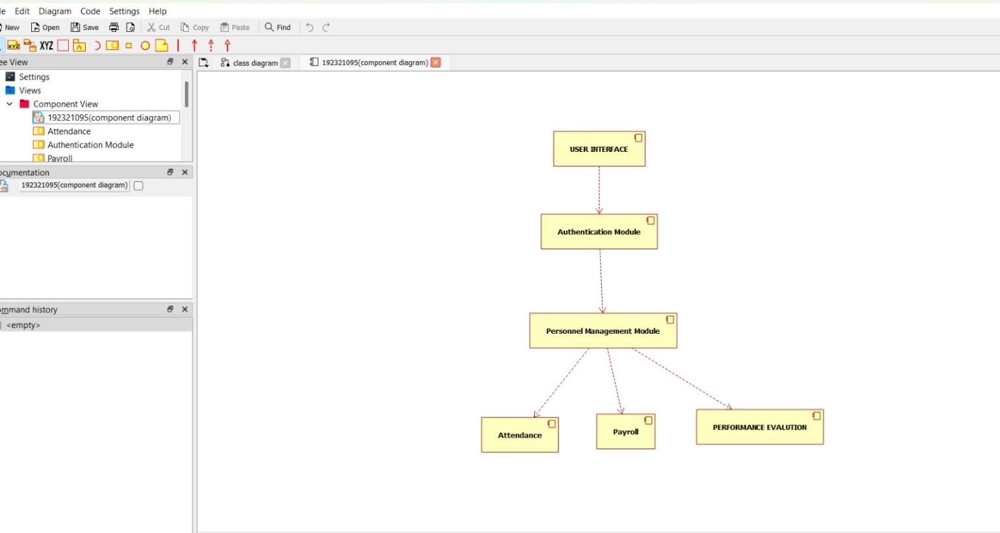 le Edit Diagram Code Settings Help
New Open Save Cut Copy Paste Find
XYZ XYZ
ee View
class diagram 192321095(component diagram)
Settings
Views
Component View
192321095(component diagram)
Attendance
Authentication Module
Payroll
ocumentation
192321095(component diagram)
ommand history
<empty>
USER INTERFACE
Authentication Module
Personnel Management Module
Attendance
Payroll
PERFORMANCE EVALUTION